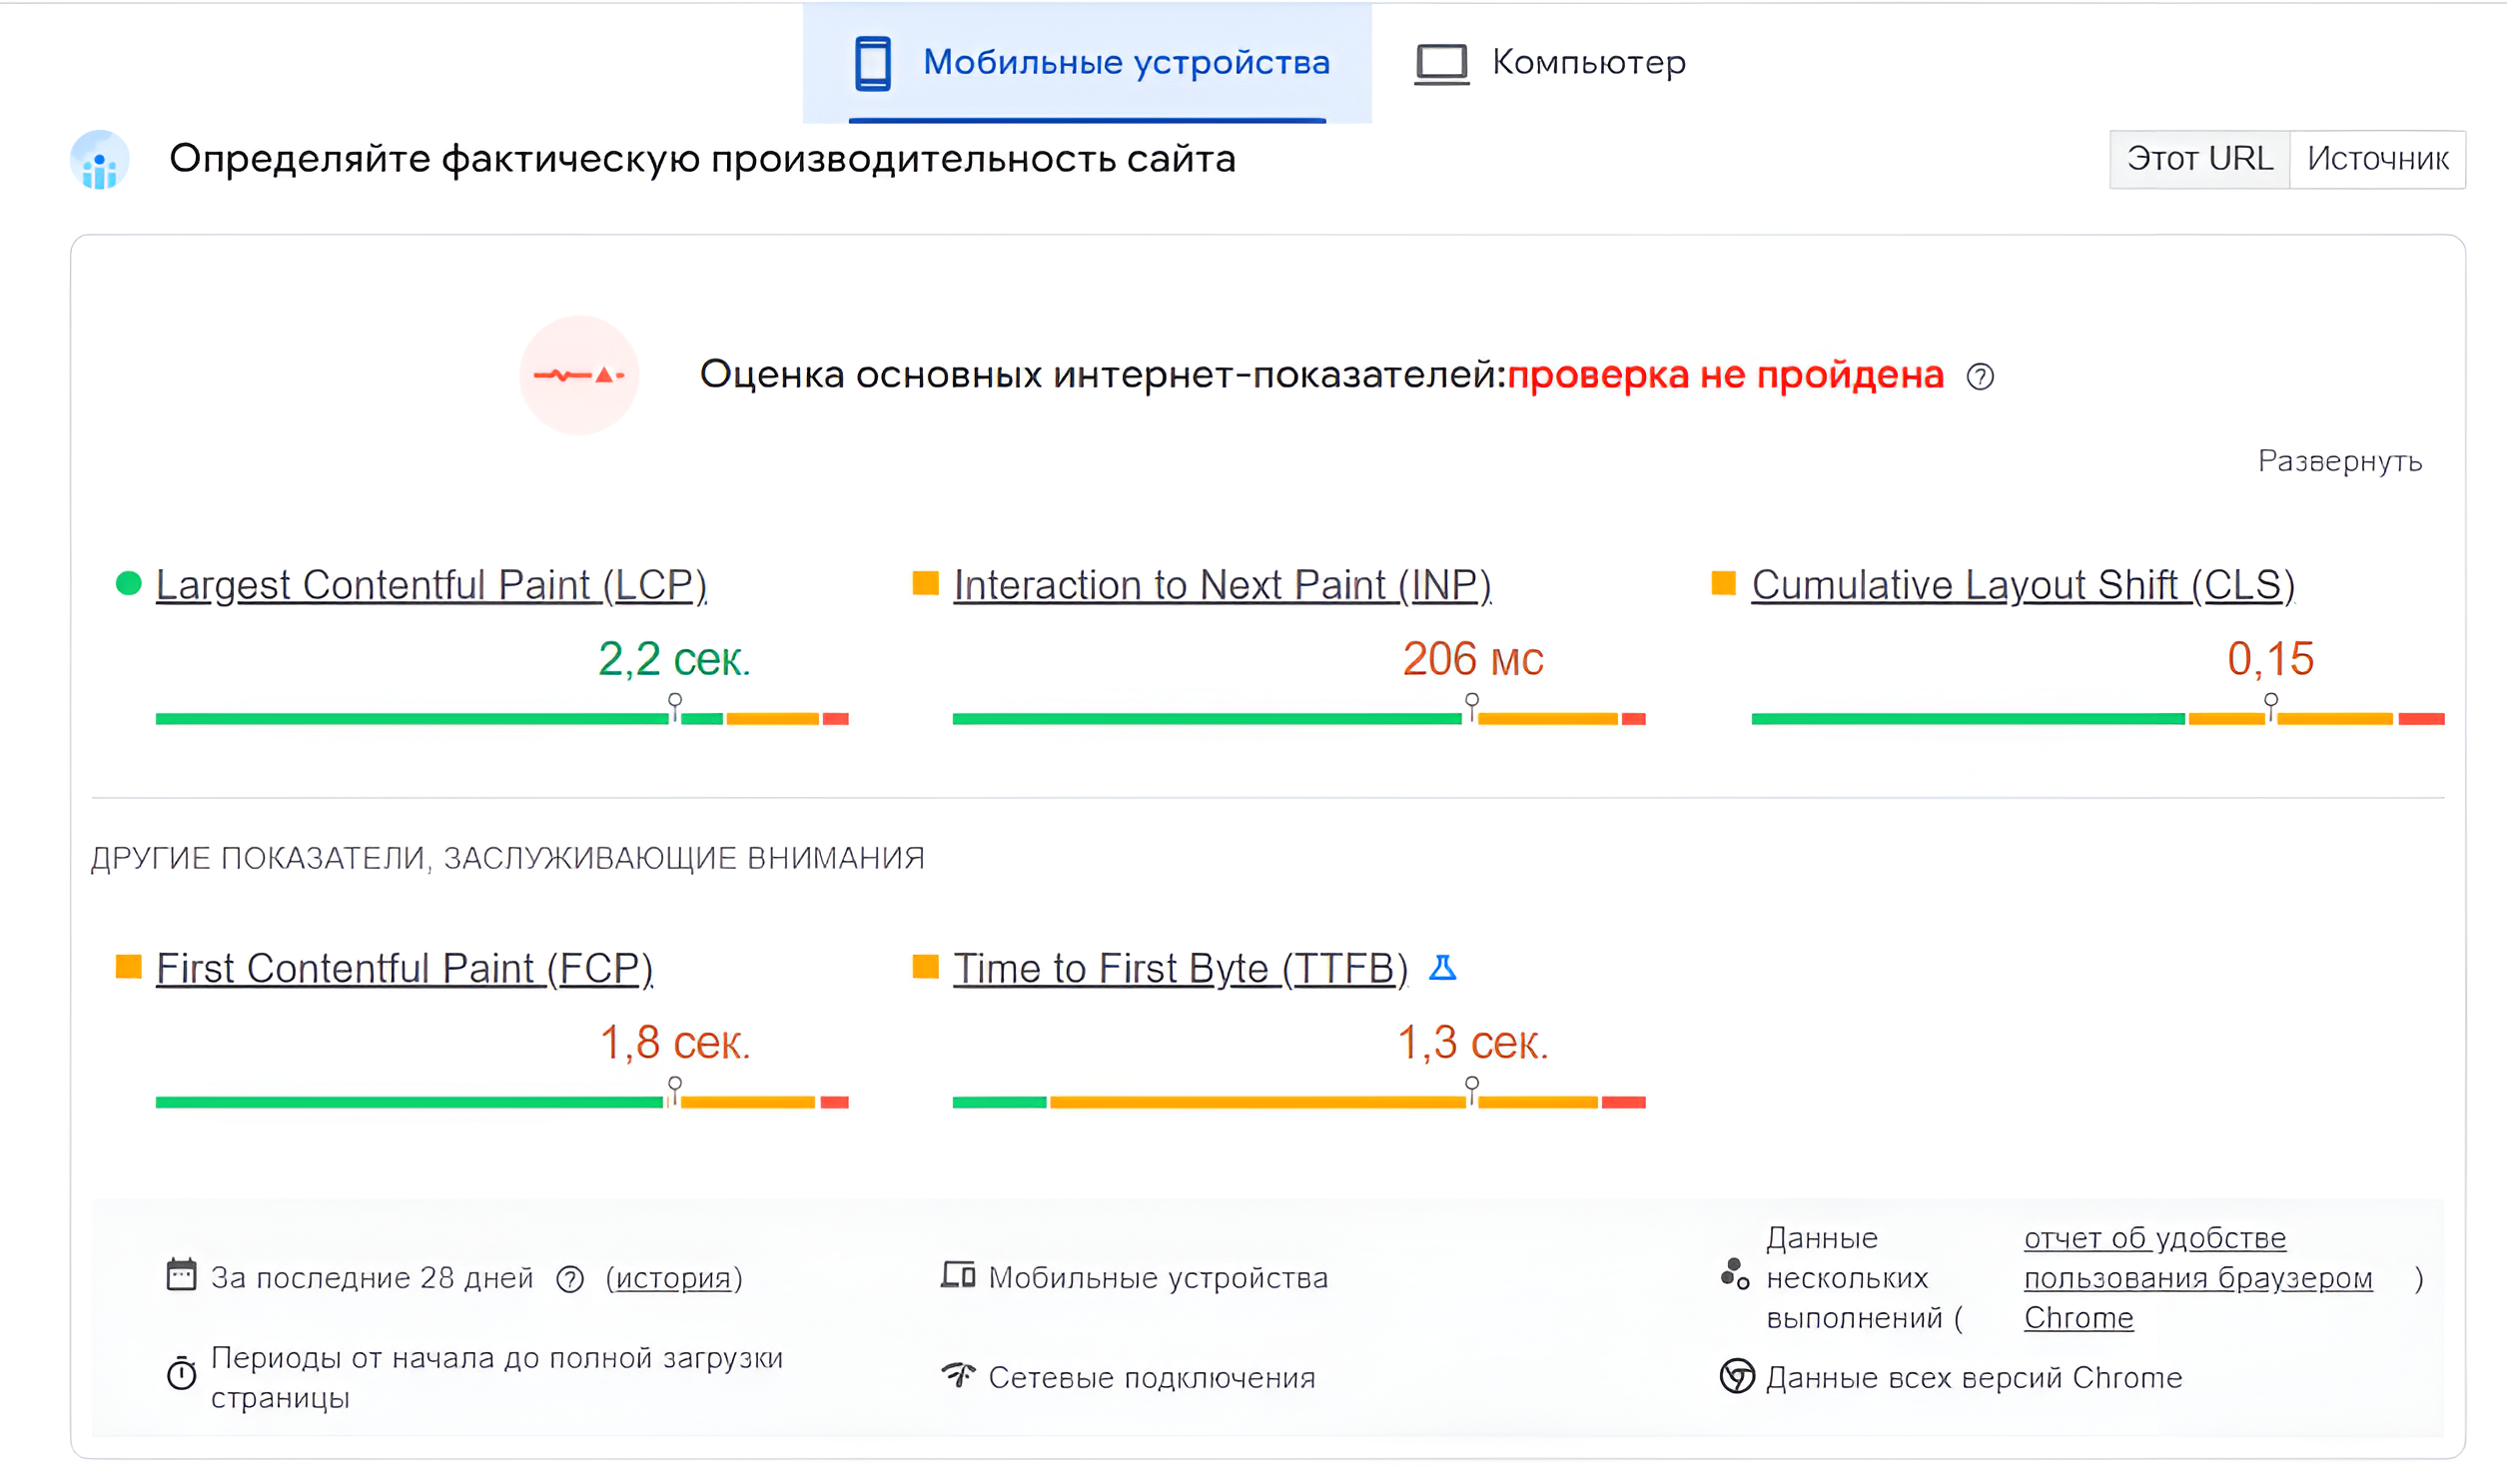 Мобильные устройства
Компьютер
Определяйте фактическую производительность сайта
Этот URL
Источник
Оценка основных интернет-показателей:проверка не пройдена
Развернуть
Largest Contentful Paint (LCP)
2,2 сек.
Interaction to Next Paint (INP)
206 мс
Cumulative Layout Shift (CLS)
0,15
ДРУГИЕ ПОКАЗАТЕЛИ, ЗАСЛУЖИВАЮЩИЕ ВНИМАНИЯ
First Contentful Paint (FCP)
1,8 сек.
Time to First Byte (TTFB)
1,3 сек.
За последние 28 дней (история)
Мобильные устройства
Данные
нескольких
выполнений (
отчет об удобстве
пользования браузером
Chrome
)
Периоды от начала до полной загрузки
страницы
Сетевые подключения
Данные всех версий Chrome